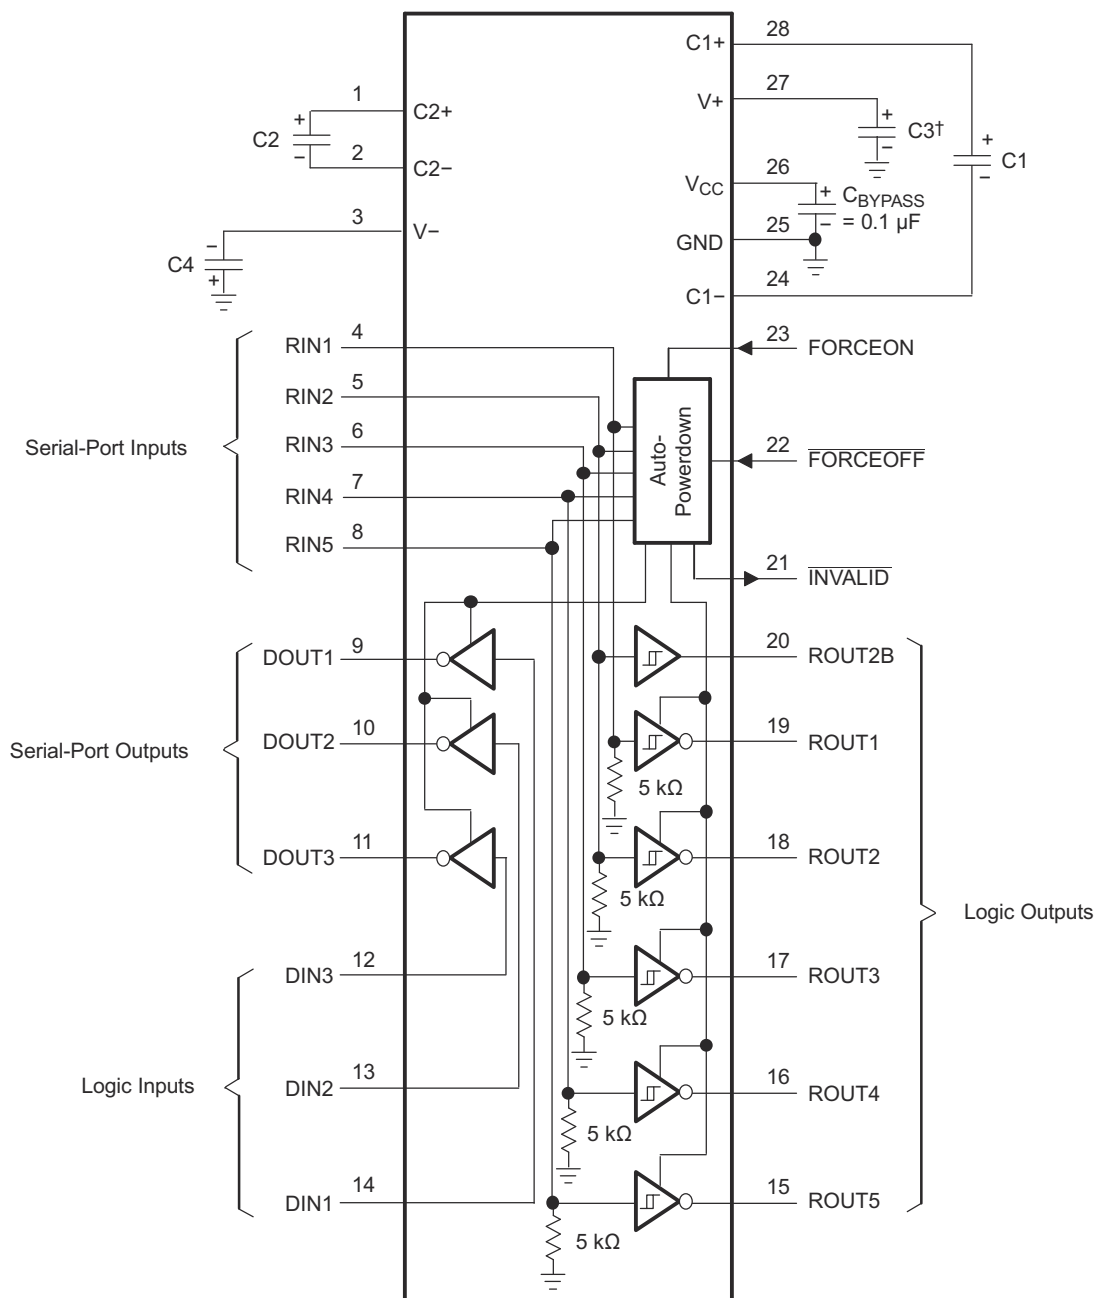 28
C1+
27
V+
C3†
+
−
1
C2+
+
C2
−
2
C2−
+
C1
−
26
VCC
+
CBYPASS
= 0.1 µF
−
25
GND
3
V−
−
C4
+
24
C1−
4
RIN1
23
FORCEON
5
RIN2
6
RIN3
Serial-Port Inputs
Auto-
Powerdown
22
FORCEOFF
7
RIN4
8
RIN5
21
INVALID
9
DOUT1
20
ROUT2B
10
DOUT2
19
ROUT1
Serial-Port Outputs
5 kΩ
11
DOUT3
18
ROUT2
5 kΩ
Logic Outputs
12
DIN3
17
ROUT3
5 kΩ
13
DIN2
Logic Inputs
16
ROUT4
5 kΩ
14
DIN1
15
ROUT5
5 kΩ